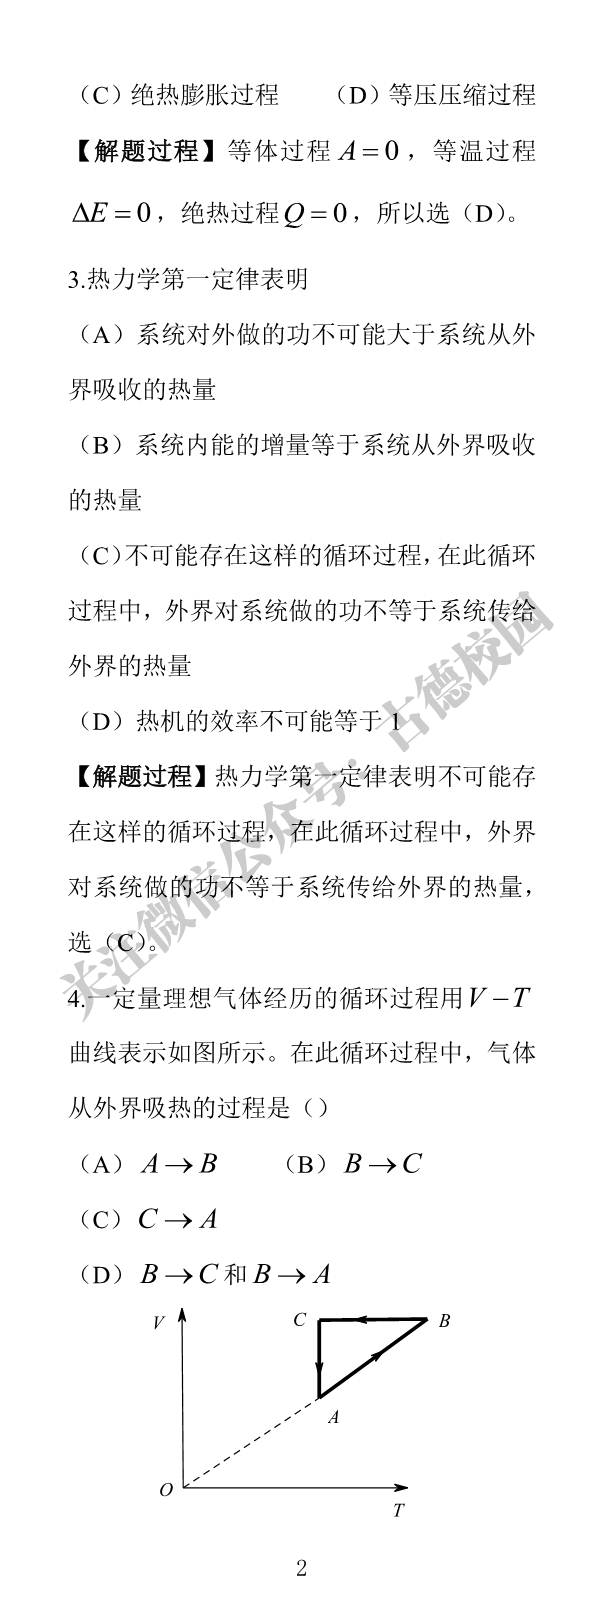 （C）绝热膨胀过程　　（D）等压压缩过程
【解题过程】等体过程 A = 0 ，等温过程
ΔE = 0，绝热过程 Q = 0，所以选（D）。
3.热力学第一定律表明
（A）系统对外做的功不可能大于系统从外
界吸收的热量
（B）系统内能的增量等于系统从外界吸收
的热量
（C）不可能存在这样的循环过程，在此循环
过程中，外界对系统做的功不等于系统传给
外界的热量
（D）热机的效率不可能等于 1
【解题过程】热力学第一定律表明不可能存
在这样的循环过程，在此循环过程中，外界
对系统做的功不等于系统传给外界的热量，
选（C）。
4.一定量理想气体经历的循环过程用 V − T
曲线表示如图所示。在此循环过程中，气体
从外界吸热的过程是（）
（A） A → B　　（B） B → C
（C） C → A
（D） B → C 和 B → A
V
C
B
A
O
T
2
关注微信公众号：古德校园